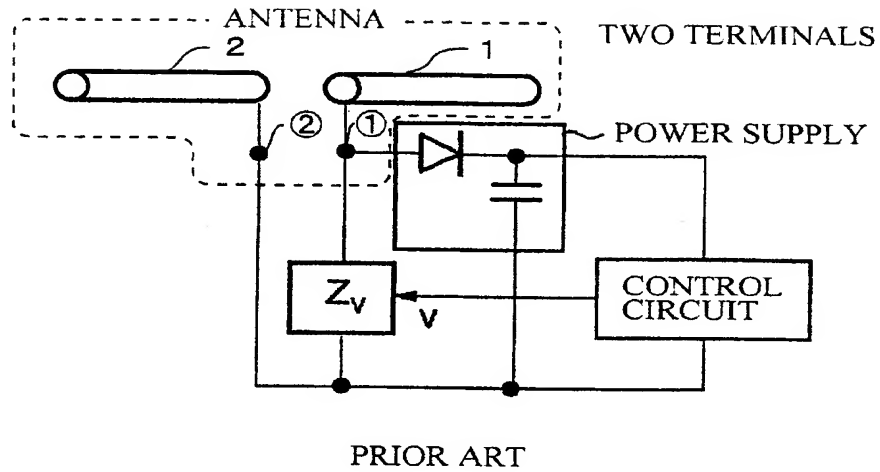 ANTENNA
TWO TERMINALS
2
1
②
①
POWER SUPPLY
Zv
V
CONTROL
CIRCUIT
PRIOR ART